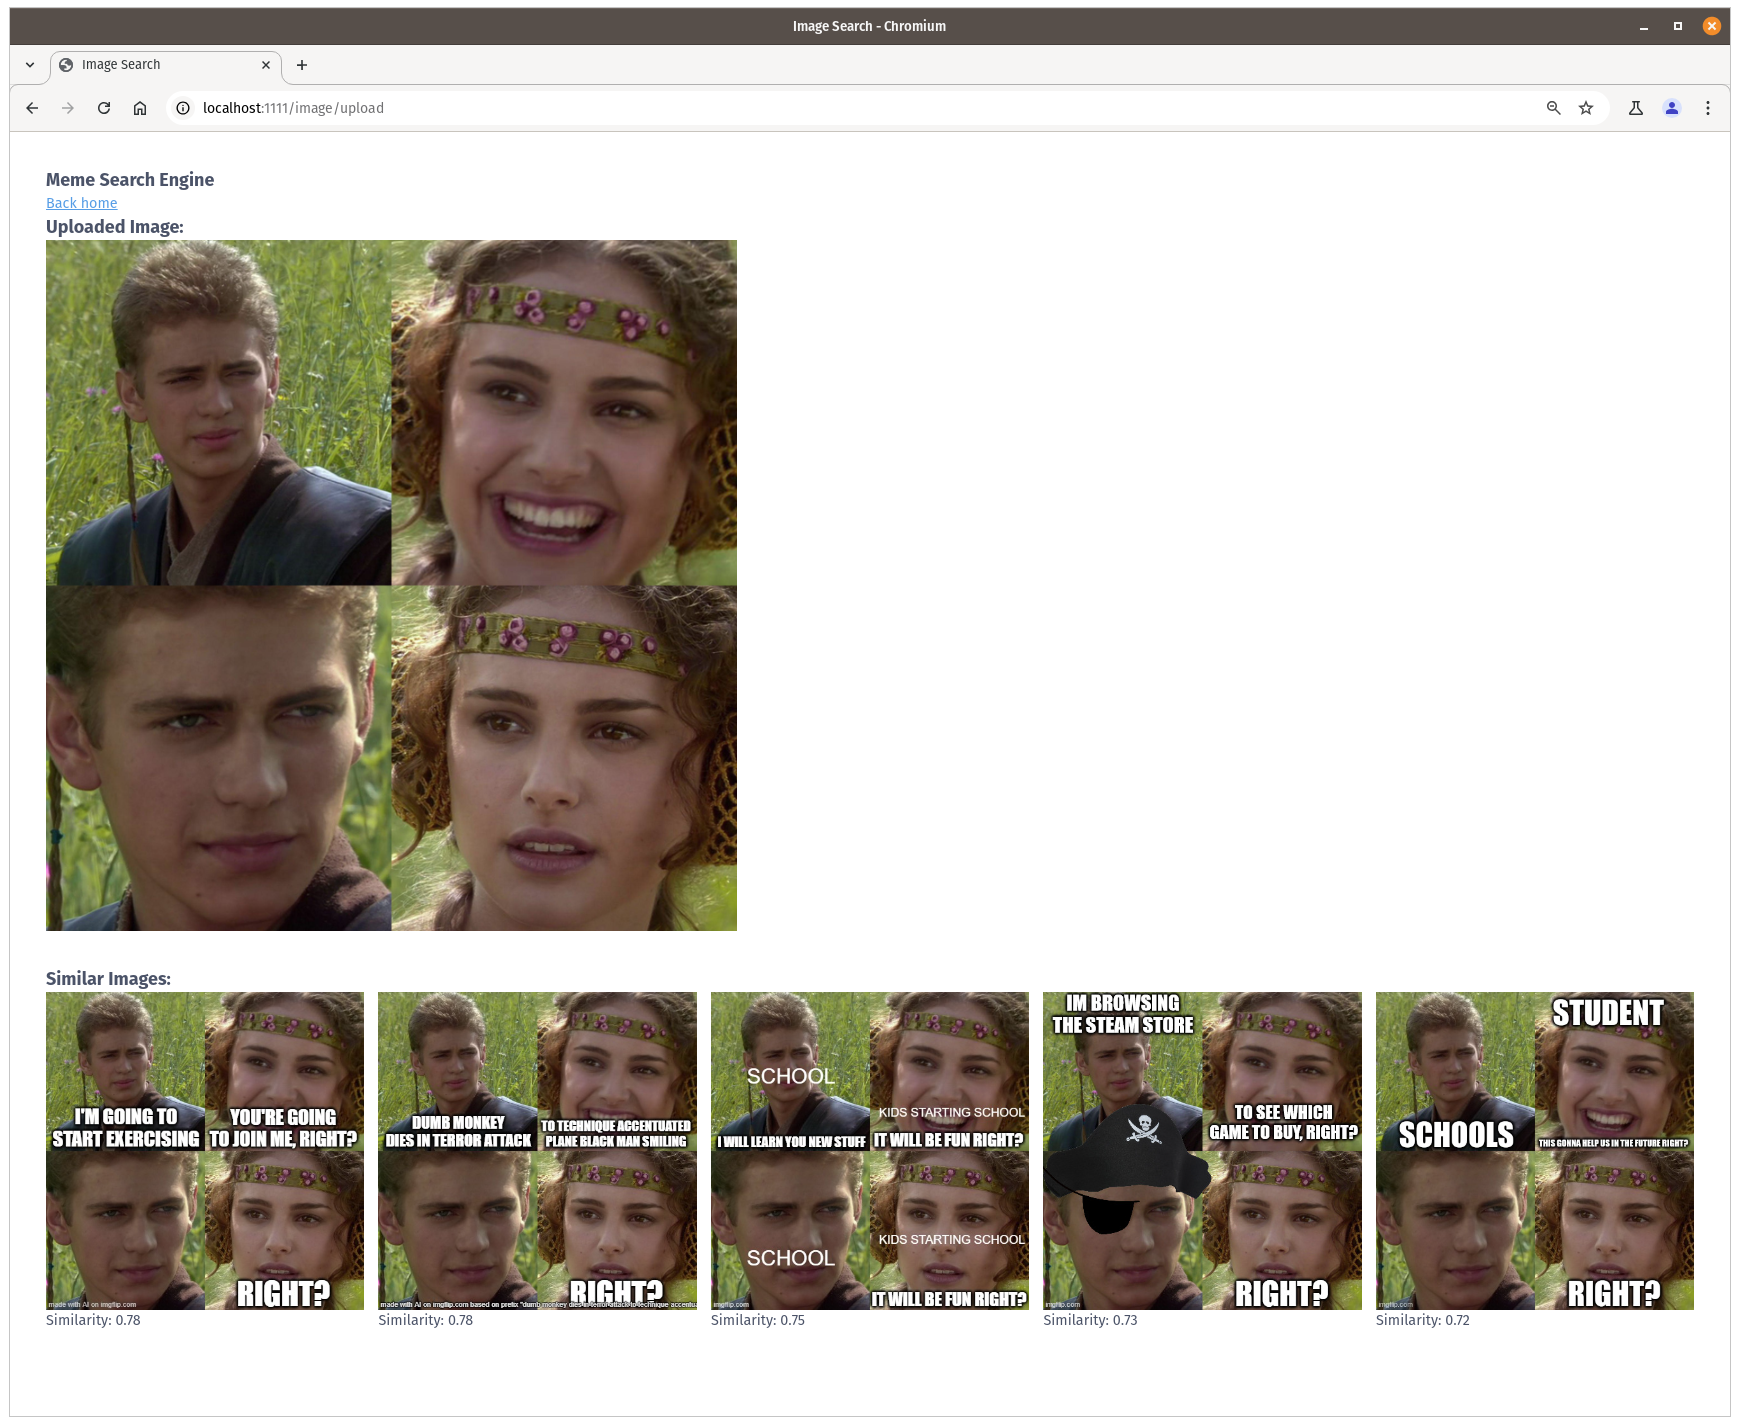 Image Search - Chromium
Image Search
localhost:1111/image/upload
Meme Search Engine
Back home
Uploaded Image:
Similar Images:
I'M GOING TO
START EXERCISING
YOU'RE GOING
TO JOIN ME, RIGHT?
RIGHT?
made with AI on imgflip.com
Similarity: 0.78
DUMB MONKEY
DIES IN TERROR ATTACK
TO TECHNIQUE ACCENTUATED
PLANE BLACK MAN SMILING
RIGHT?
made with AI on imgflip.com based on prefix "dumb monkey dies in terror attack to technique accentua
Similarity: 0.78
SCHOOL
I WILL LEARN YOU NEW STUFF
KIDS STARTING SCHOOL
IT WILL BE FUN RIGHT?
SCHOOL
KIDS STARTING SCHOOL
IT WILL BE FUN RIGHT?
imgflip.com
Similarity: 0.75
IM BROWSING
THE STEAM STORE
TO SEE WHICH
GAME TO BUY, RIGHT?
RIGHT?
imgflip.com
Similarity: 0.73
SCHOOLS
STUDENT
THIS GONNA HELP US IN THE FUTURE RIGHT?
RIGHT?
imgflip.com
Similarity: 0.72